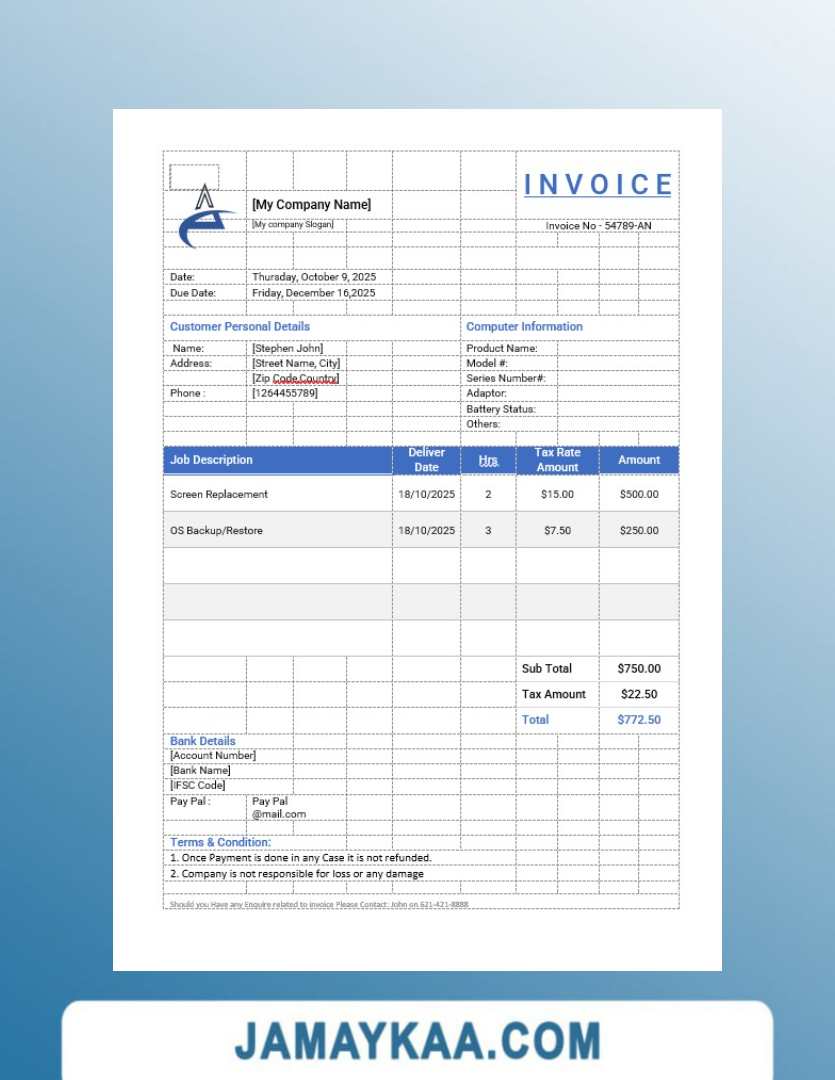 INVOICE
[My Company Name]
[My company Slogan]
Invoice No - 54789-AN
Date: Thursday, October 9, 2025
Due Date: Friday, December 16,2025
Customer Personal Details Computer Information
Name: [Stephen John] Product Name:
Address: [Street Name, City] Model #:
[Zip Code,Country] Series Number#:
Phone : [1264455789] Adaptor:
Battery Status:
Others:
Job Description Deliver Date Hrs Tax Rate Amount Amount
Screen Replacement 18/10/2025 2 $15.00 $500.00
OS Backup/Restore 18/10/2025 3 $7.50 $250.00
Sub Total $750.00
Tax Amount $22.50
Total $772.50
Bank Details
[Account Number]
[Bank Name]
[IFSC Code]
Pay Pal : Pay Pal
@mail.com
Terms & Condition:
1. Once Payment is done in any Case it is not refunded.
2. Company is not responsible for loss or any damage
Should you Have any Enquire related to invoice Please Contact: John on 621-421-8888
JAMAYKAA.COM